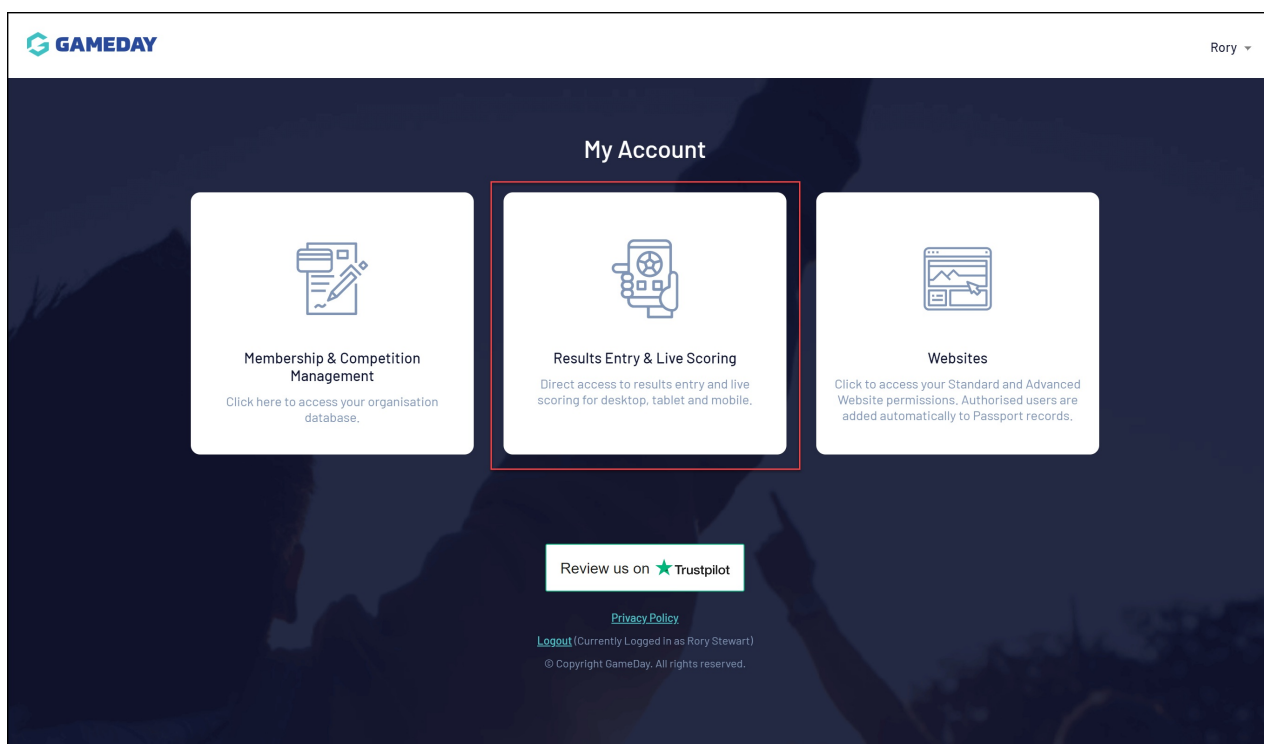 GAMEDAY
Rory
My Account
Membership & Competition
Management
Click here to access your organisation
database.
Results Entry & Live Scoring
Direct access to results entry and live
scoring for desktop, tablet and mobile.
Websites
Click to access your Standard and Advanced
Website permissions. Authorised users are
added automatically to Passport records.
Review us on Trustpilot
Privacy Policy
Logout (Currently Logged in as Rory Stewart)
© Copyright GameDay. All rights reserved.